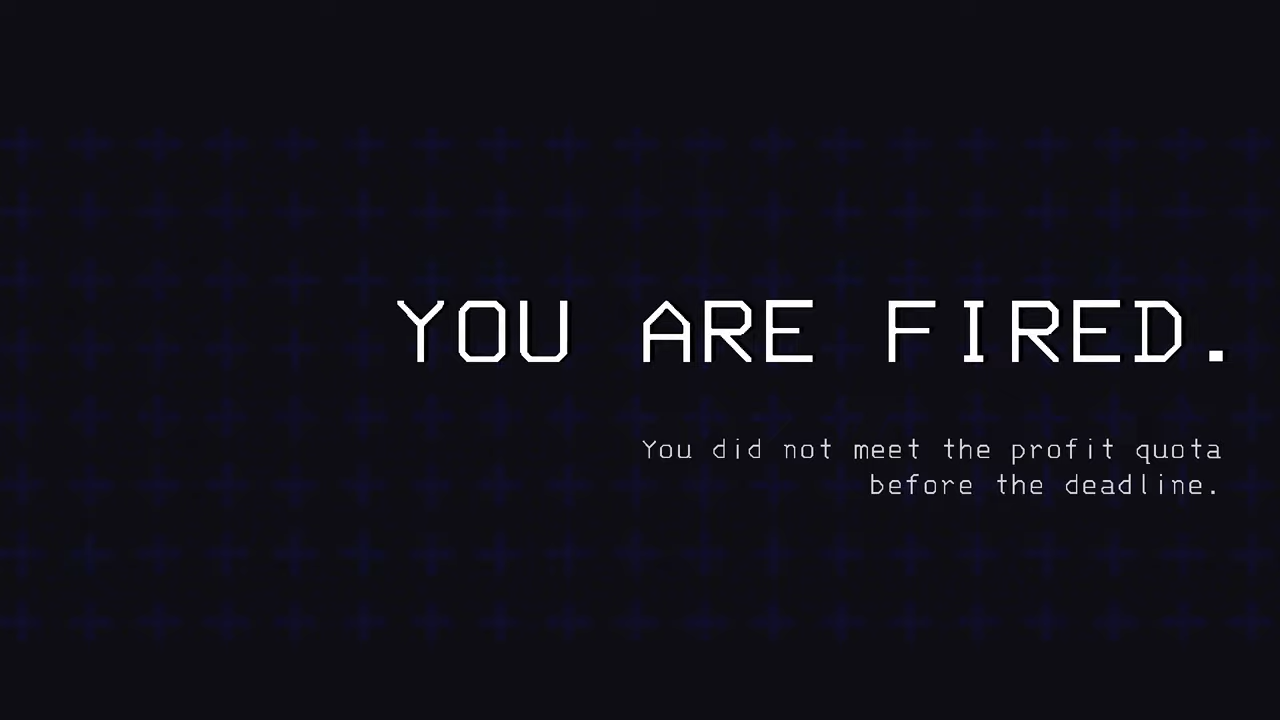 YOU ARE FIRED.
You did not meet the profit quota
before the deadline.